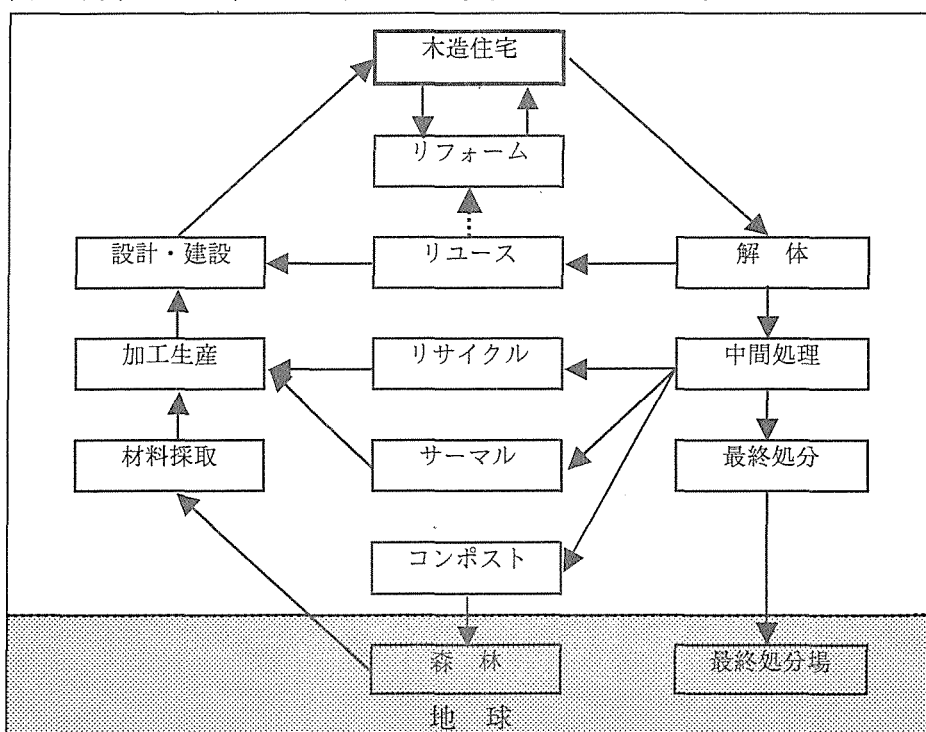 木造住宅
リフォーム
設計・建設
リユース
解 体
加工生産
リサイクル
中間処理
材料採取
サーマル
最終処分
コンポスト
森 林
最終処分場
地 球